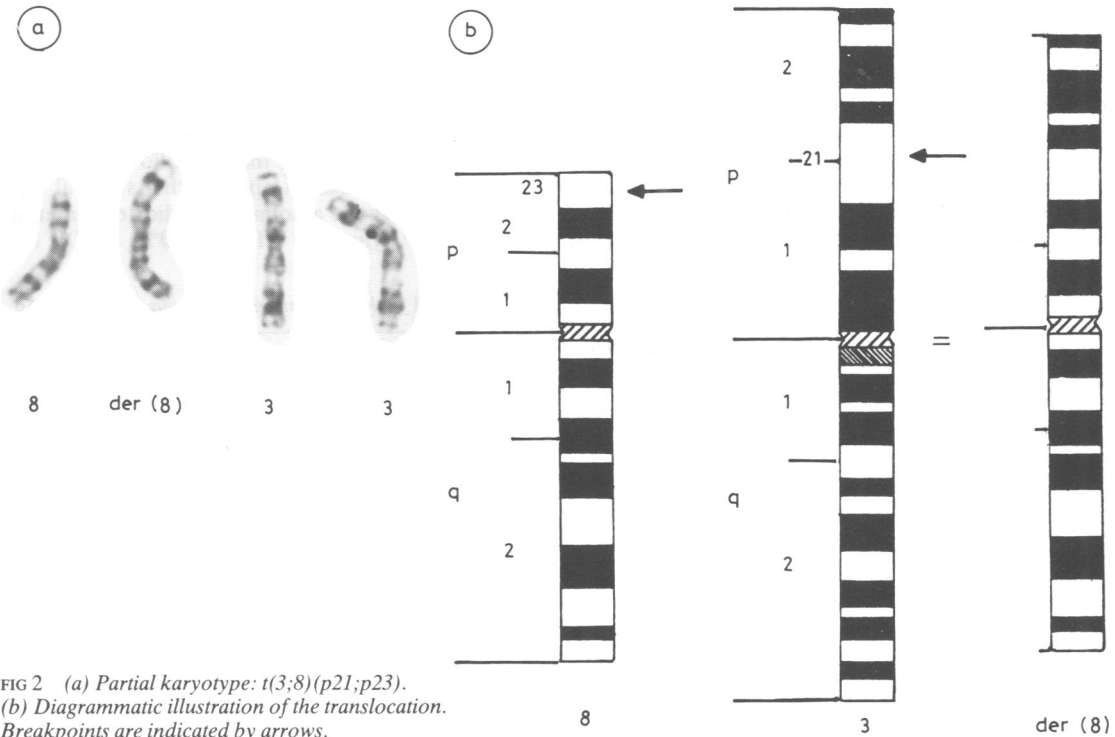 a
8
der (8)
3
3
b
23
2
p
1
1
q
2
8
2
21
p
1
1
q
2
3
=
der (8)
FIG 2 (a) Partial karyotype: t(3;8)(p21;p23).
(b) Diagrammatic illustration of the translocation.
Breakpoints are indicated by arrows.